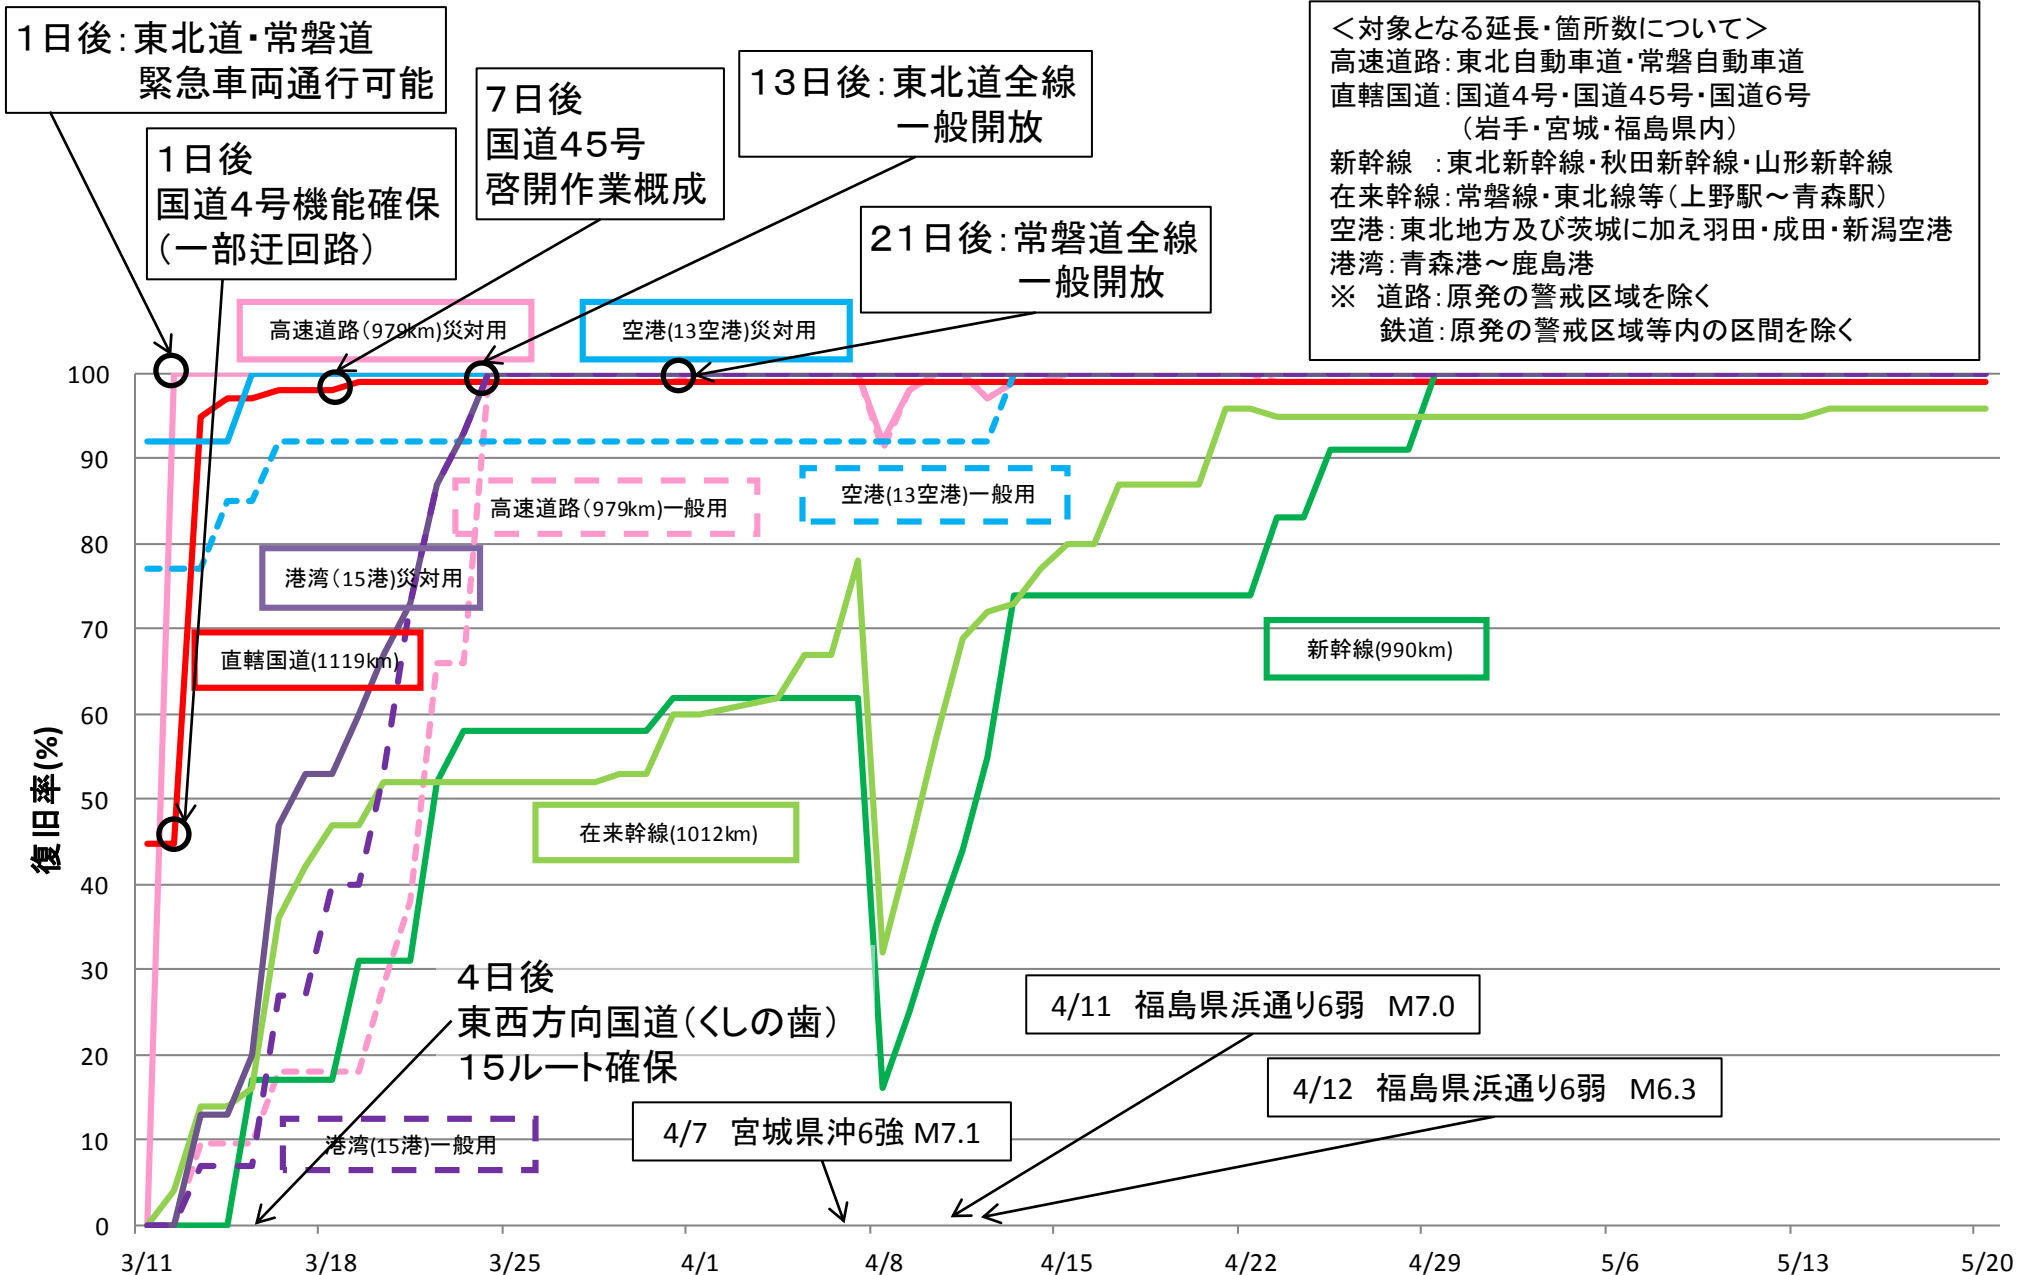 1日後：東北道・常磐道
緊急車両通行可能
1日後
国道4号機能確保
（一部迂回路）
7日後
国道45号
啓開作業概成
13日後：東北道全線
一般開放
21日後：常磐道全線
一般開放
＜対象となる延長・箇所数について＞
高速道路：東北自動車道・常磐自動車道
直轄国道：国道4号・国道45号・国道6号
（岩手・宮城・福島県内）
新幹線　：東北新幹線・秋田新幹線・山形新幹線
在来幹線：常磐線・東北線等（上野駅～青森駅）
空港：東北地方及び茨城に加え羽田・成田・新潟空港
港湾：青森港～鹿島港
※　道路：原発の警戒区域を除く
鉄道：原発の警戒区域等内の区間を除く
高速道路（979km）災対用
空港(13空港)災対用
高速道路（979km)一般用
空港(13空港)一般用
港湾（15港)災対用
直轄国道(1119km)
新幹線(990km)
在来幹線(1012km)
4日後
東西方向国道（くしの歯）
15ルート確保
港湾(15港)一般用
4/7　宮城県沖6強 M7.1
4/11　福島県浜通り6弱　M7.0
4/12　福島県浜通り6弱　M6.3
復旧率(%)
100
90
80
70
60
50
40
30
20
10
0
3/11
3/18
3/25
4/1
4/8
4/15
4/22
4/29
5/6
5/13
5/20